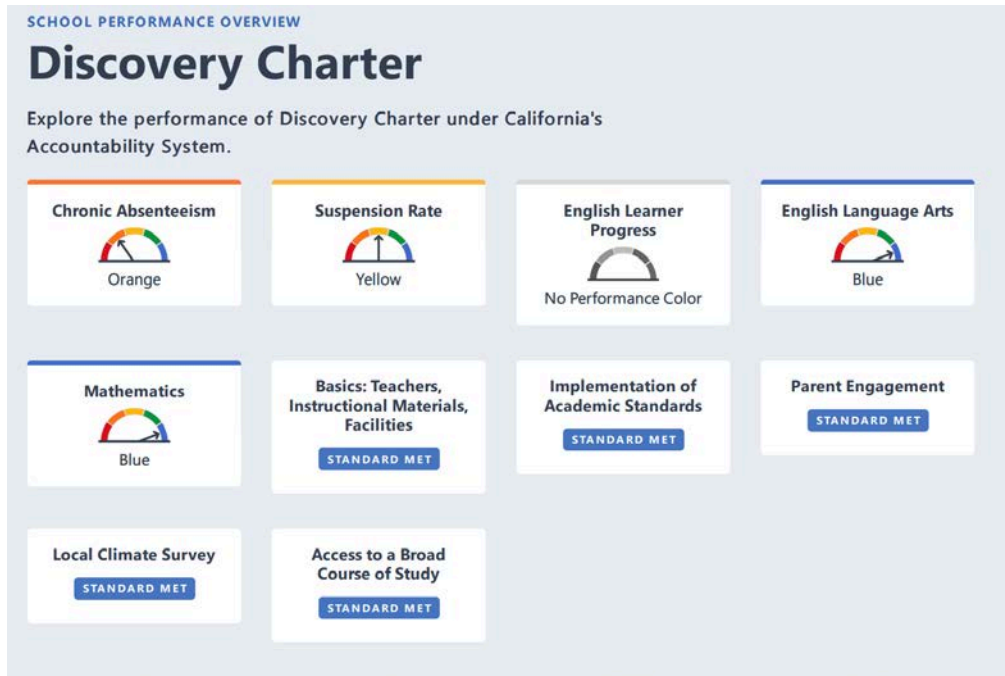 SCHOOL PERFORMANCE OVERVIEW
Discovery Charter
Explore the performance of Discovery Charter under California's
Accountability System.
Chronic Absenteeism
Orange
Suspension Rate
Yellow
English Learner
Progress
No Performance Color
English Language Arts
Blue
Mathematics
Blue
Basics: Teachers,
Instructional Materials,
Facilities
STANDARD MET
Implementation of
Academic Standards
STANDARD MET
Parent Engagement
STANDARD MET
Local Climate Survey
STANDARD MET
Access to a Broad
Course of Study
STANDARD MET